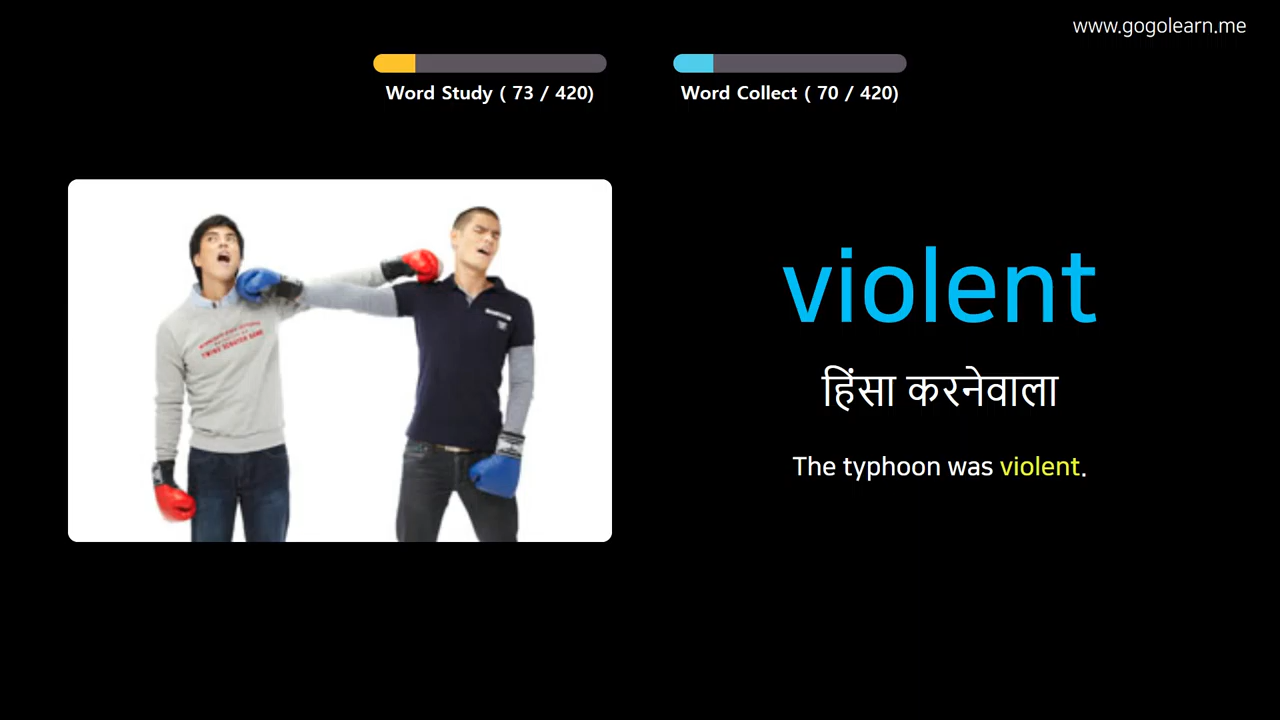 www.gogolearn.me
Word Study ( 73 / 420)
Word Collect ( 70 / 420)
violent
हिंसा करनेवाला
The typhoon was violent.